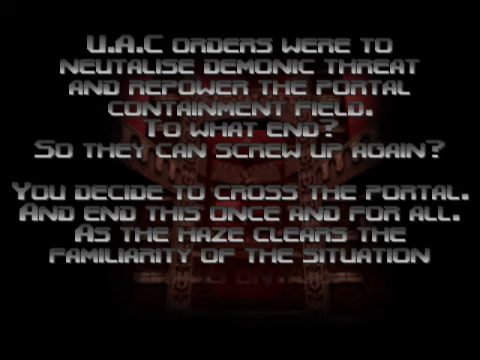 U.A.C ORDERS WERE TO
NEUTALISE DEMONIC THREAT
AND REPOWER THE PORTAL
CONTAINMENT FIELD.
TO WHAT END?
SO THEY CAN SCREW UP AGAIN?
YOU DECIDE TO CROSS THE PORTAL.
AND END THIS ONCE AND FOR ALL.
AS THE HAZE CLEARS THE
FAMILIARITY OF THE SITUATION